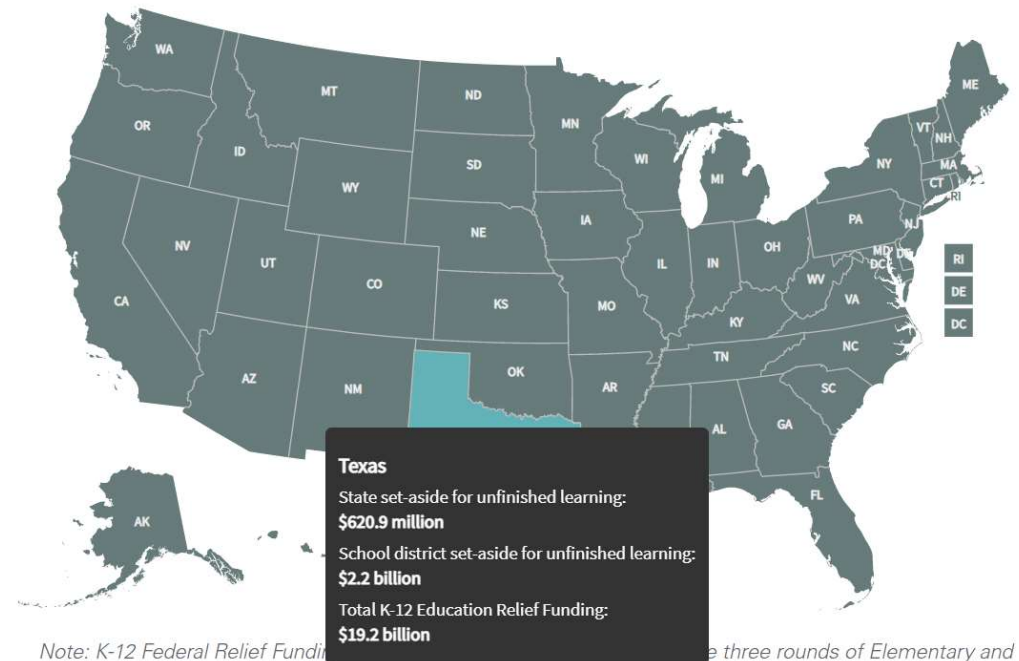 WA
MT
ND
MN
ME
OR
ID
WY
SD
WI
MI
VT
NH
NY
MA
CT
RI
NV
UT
CO
NE
IA
IL
IN
OH
PA
NJ
MD
DC
RI
DE
DC
CA
KS
MO
KY
WV
VA
AZ
NM
OK
AR
TN
NC
SC
AL
GA
FL
AK
Texas
State set-aside for unfinished learning:
$620.9 million
School district set-aside for unfinished learning:
$2.2 billion
Total K-12 Education Relief Funding:
$19.2 billion
Note: K-12 Federal Relief e three rounds of Elementary and